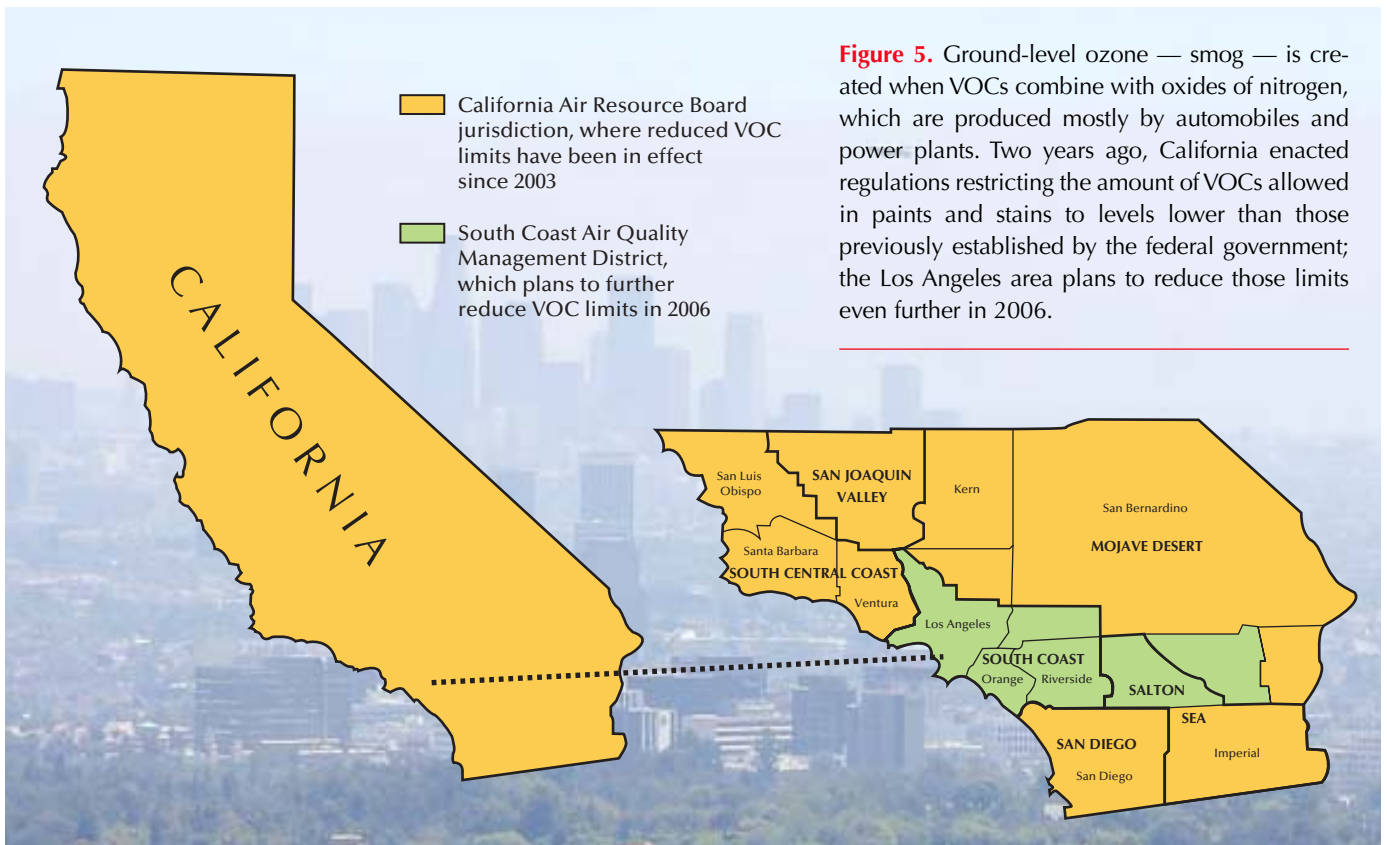 CALIFORNIA
California Air Resource Board
jurisdiction, where reduced VOC
limits have been in effect
since 2003
South Coast Air Quality
Management District,
which plans to further
reduce VOC limits in 2006
Figure 5. Ground-level ozone — smog — is cre-
ated when VOCs combine with oxides of nitrogen,
which are produced mostly by automobiles and
power plants. Two years ago, California enacted
regulations restricting the amount of VOCs allowed
in paints and stains to levels lower than those
previously established by the federal government;
the Los Angeles area plans to reduce those limits
even further in 2006.
San Luis
Obispo
SAN JOAQUIN
VALLEY
Kern
San Bernardino
MOJAVE DESERT
Santa Barbara
SOUTH CENTRAL COAST
Ventura
Los Angeles
SOUTH COAST
Orange
Riverside
SALTON
SEA
SAN DIEGO
San Diego
Imperial